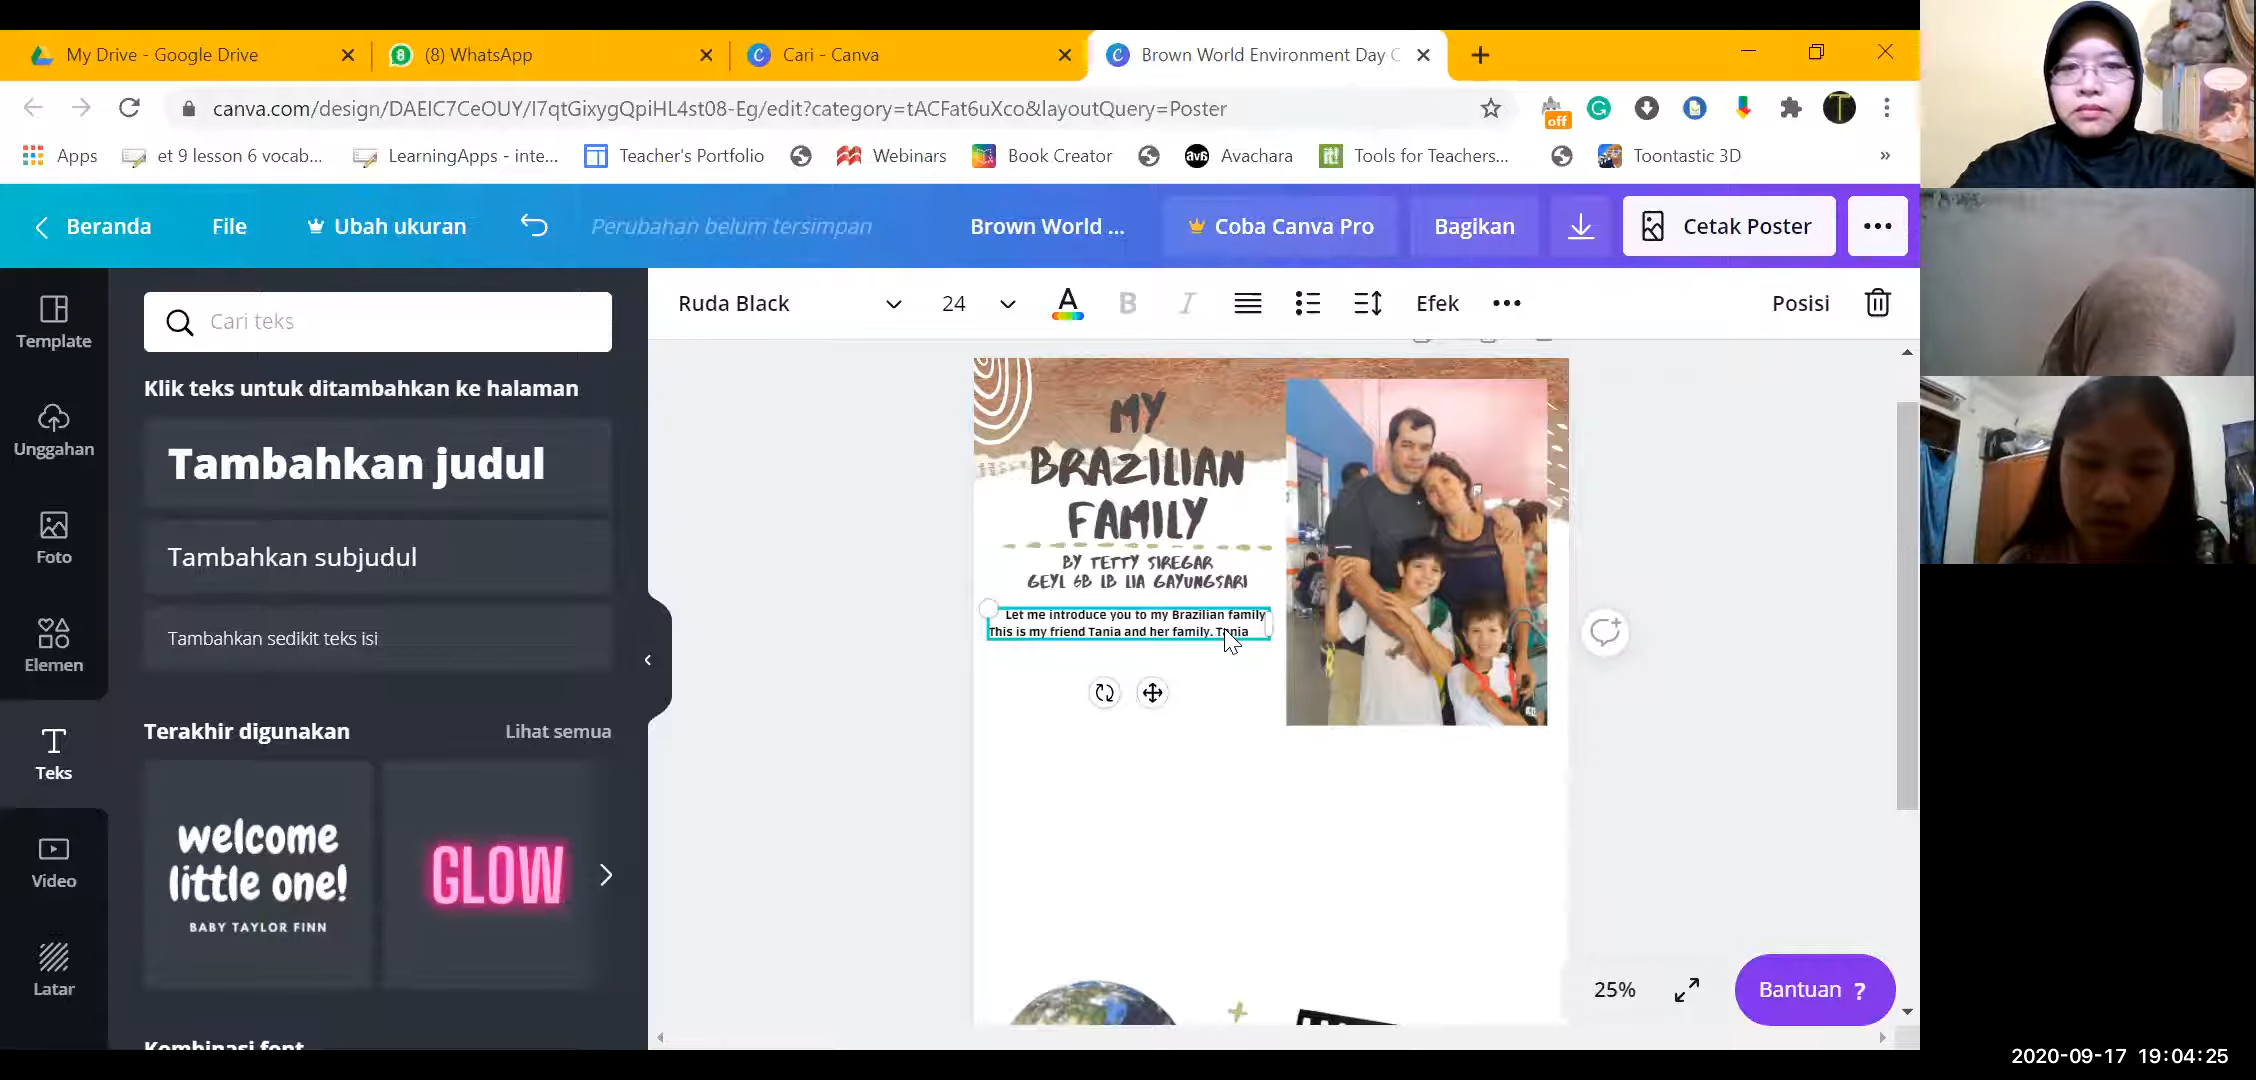 My Drive - Google Drive
(8) WhatsApp
Cari - Canva
Brown World Environment Day C
canva.com/design/DAEIC7CeOUY/I7qtGixygQpiHL4st08-Eg/edit?category=tACFat6uXco&layoutQuery=Poster
off
Apps
et 9 lesson 6 vocab...
LearningApps - inte...
Teacher's Portfolio
Webinars
Book Creator
Avachara
Tools for Teachers...
Toontastic 3D
»
Beranda
File
Ubah ukuran
Perubahan belum tersimpan
Brown World ...
Coba Canva Pro
Bagikan
Cetak Poster
Template
Unggahan
Foto
Elemen
Teks
Video
Latar
Cari teks
Klik teks untuk ditambahkan ke halaman
Tambahkan judul
Tambahkan subjudul
Tambahkan sedikit teks isi
Terakhir digunakan
Lihat semua
welcome
little one!
BABY TAYLOR FINN
GLOW
Kombinasi font
Ruda Black
24
A
B
I
Efek
Posisi
MY
BRAZILIAN
FAMILY
BY TETTY SIREGAR
GEYL 6B LB LIA GAYUNGSARI
Let me introduce you to my Brazilian family
This is my friend Tania and her family. Tania
25%
Bantuan ?
2020-09-17 19:04:25